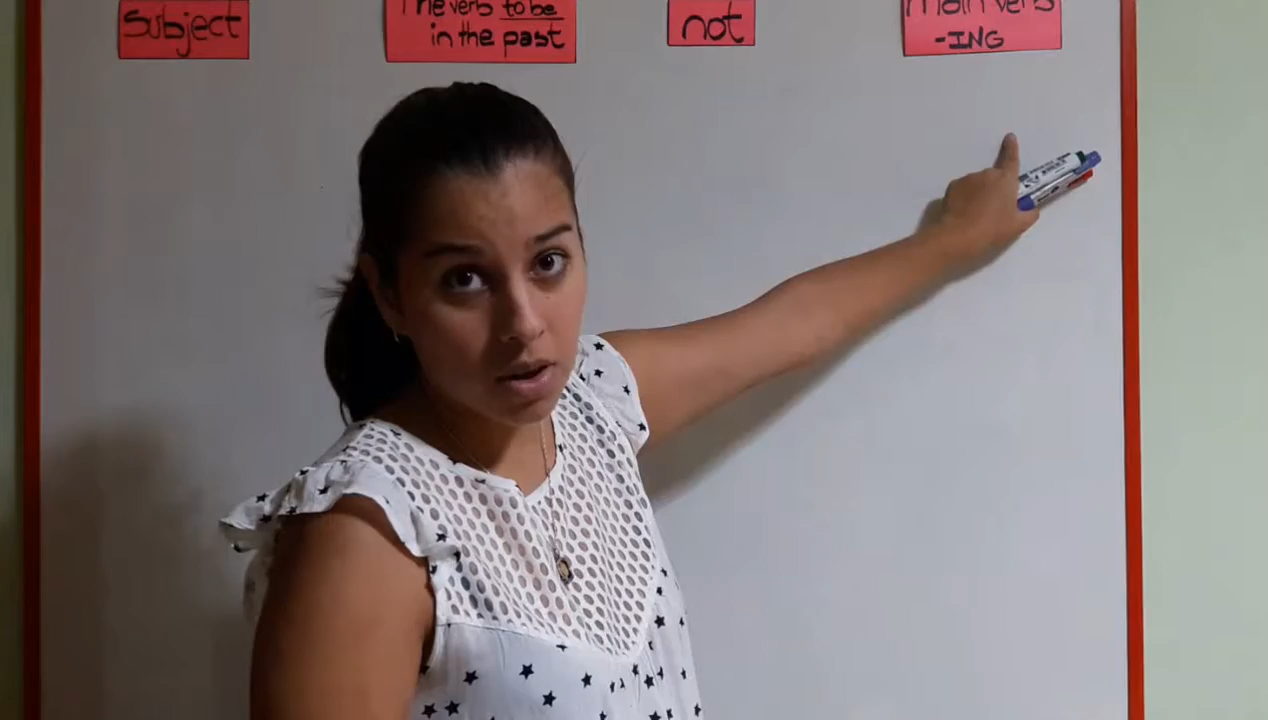 Subject
The verb to be
in the past
not
main verb
-ING